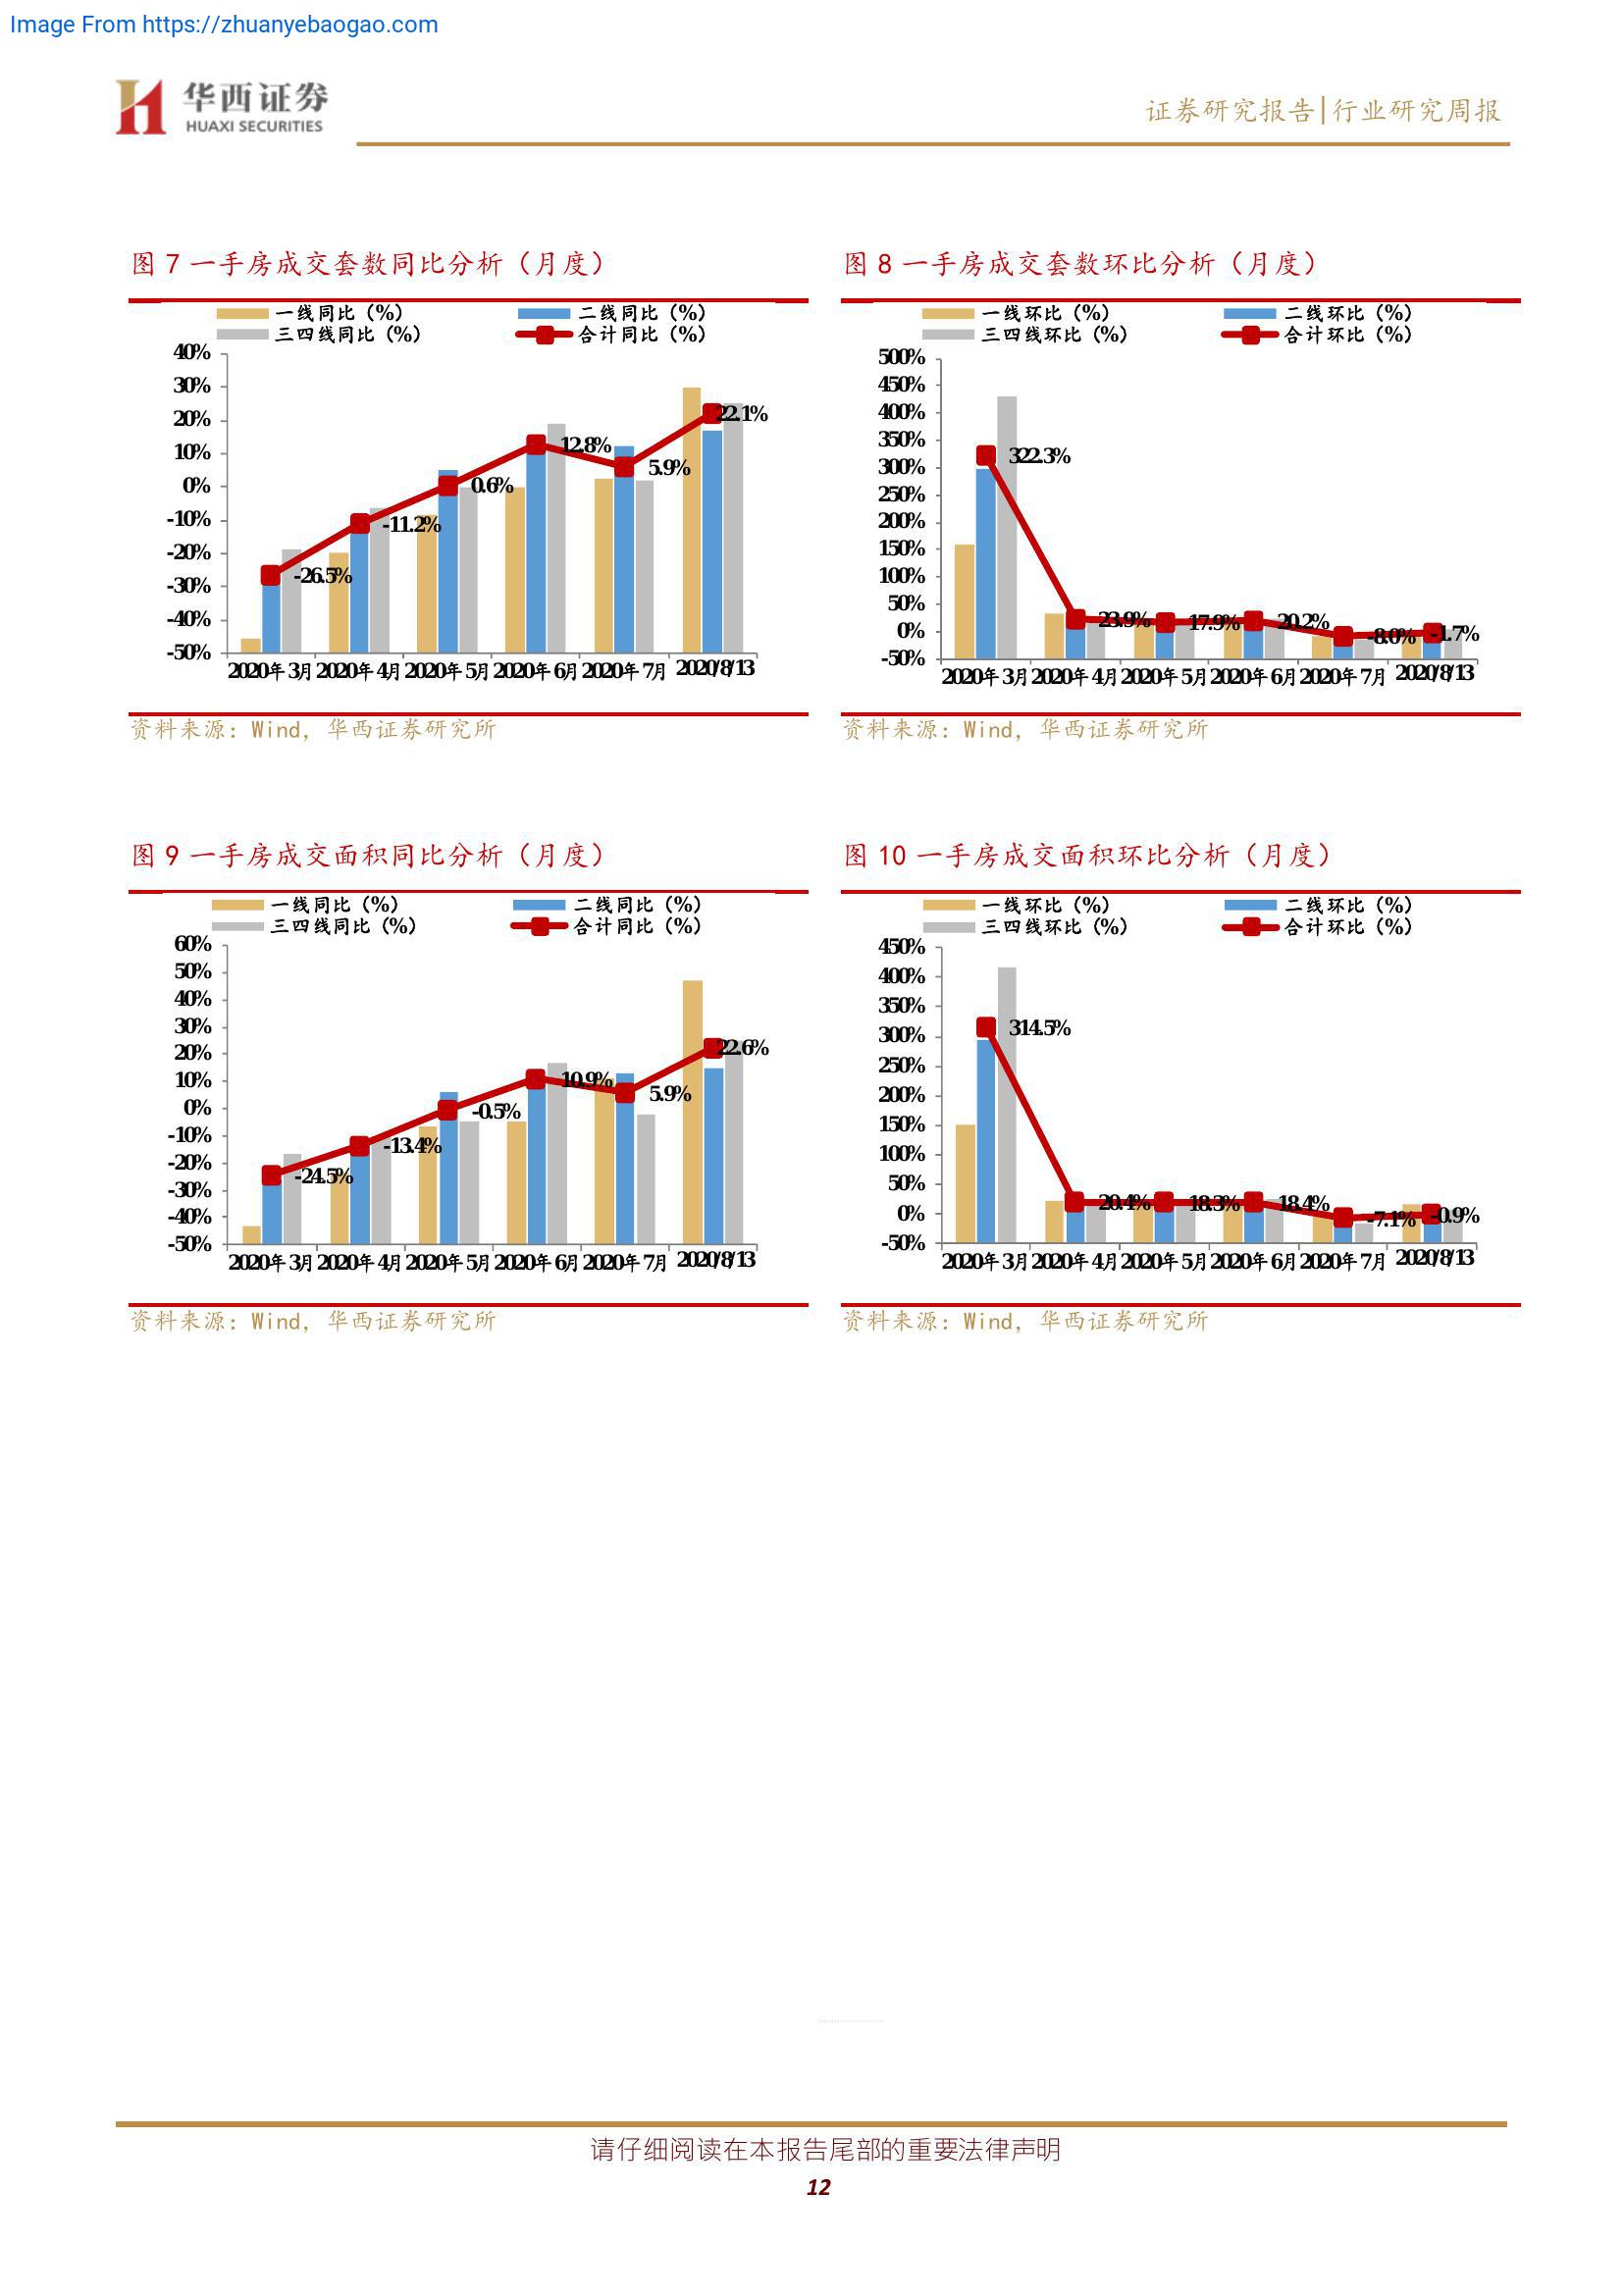 Image From https://zhuanyebaogao.com
华西证券
HUAXI SECURITIES
证券研究报告|行业研究周报
图 7 一手房成交套数同比分析（月度）
一线同比（%）
二线同比（%）
三四线同比（%）
合计同比（%）
40%
30%
20%
10%
0%
-10%
-20%
-30%
-40%
-50%
-26.5%
-11.2%
0.6%
12.8%
5.9%
22.1%
2020年 3月
2020年 4月
2020年 5月
2020年 6月
2020年 7月
2020/8/13
资料来源：Wind，华西证券研究所
图 8 一手房成交套数环比分析（月度）
一线环比（%）
二线环比（%）
三四线环比（%）
合计环比（%）
500%
450%
400%
350%
300%
250%
200%
150%
100%
50%
0%
-50%
322.3%
23.9%
17.9%
20.2%
-8.0%
-1.7%
2020年 3月
2020年 4月
2020年 5月
2020年 6月
2020年 7月
2020/8/13
资料来源：Wind，华西证券研究所
图 9 一手房成交面积同比分析（月度）
一线同比（%）
二线同比（%）
三四线同比（%）
合计同比（%）
60%
50%
40%
30%
20%
10%
0%
-10%
-20%
-30%
-40%
-50%
-24.5%
-13.4%
-0.5%
10.9%
5.9%
22.6%
2020年 3月
2020年 4月
2020年 5月
2020年 6月
2020年 7月
2020/8/13
资料来源：Wind，华西证券研究所
图 10 一手房成交面积环比分析（月度）
一线环比（%）
二线环比（%）
三四线环比（%）
合计环比（%）
450%
400%
350%
300%
250%
200%
150%
100%
50%
0%
-50%
314.5%
20.4%
18.3%
18.4%
-7.1%
-0.9%
2020年 3月
2020年 4月
2020年 5月
2020年 6月
2020年 7月
2020/8/13
资料来源：Wind，华西证券研究所
请仔细阅读在本报告尾部的重要法律声明
12